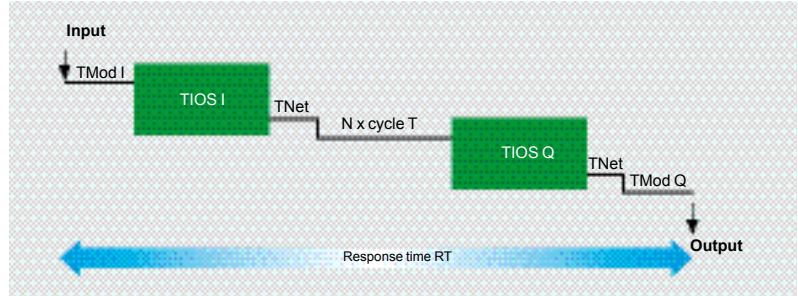 Input
TMod I
TIOS I
TNet
N x cycle T
TIOS Q
TNet
TMod Q
Output
Response time RT